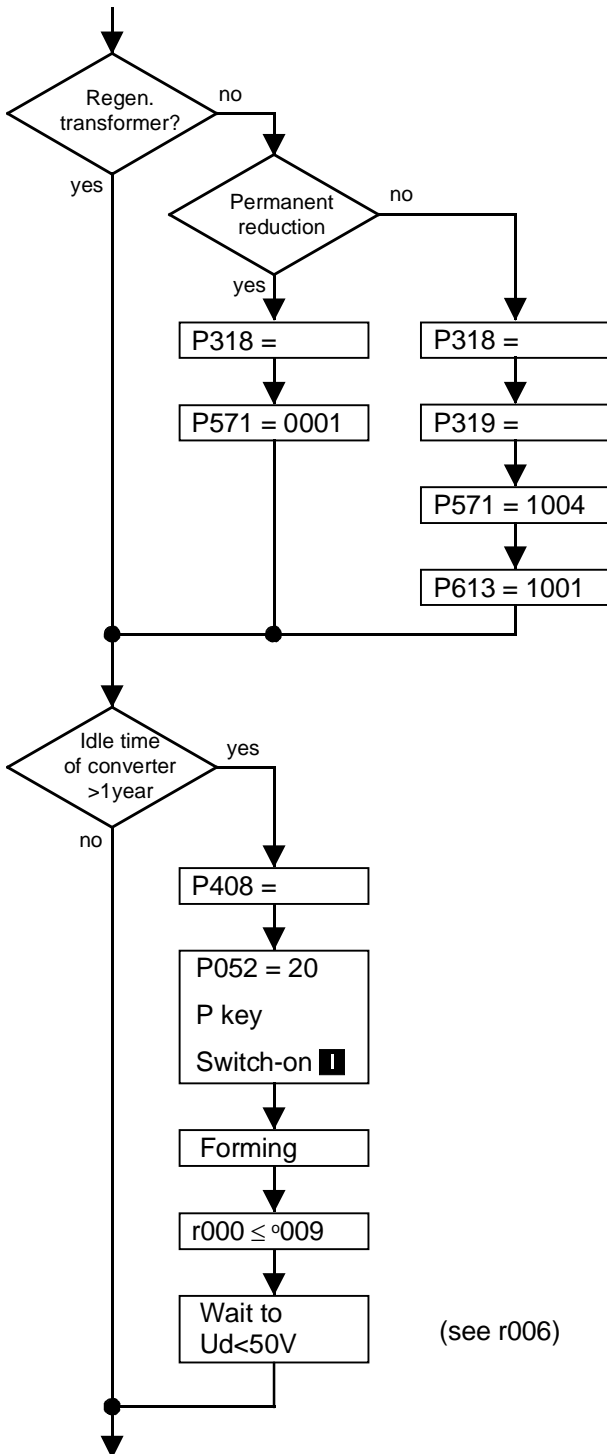 Regen.
transformer?
no
yes
Permanent
reduction
no
yes
P318 =
P571 = 0001
P318 =
P319 =
P571 = 1004
P613 = 1001
Idle time
of converter
>1year
yes
no
P408 =
P052 = 20
P key
Switch-on I
Forming
r000 ≤ °009
Wait to
Ud<50V
(see r006)